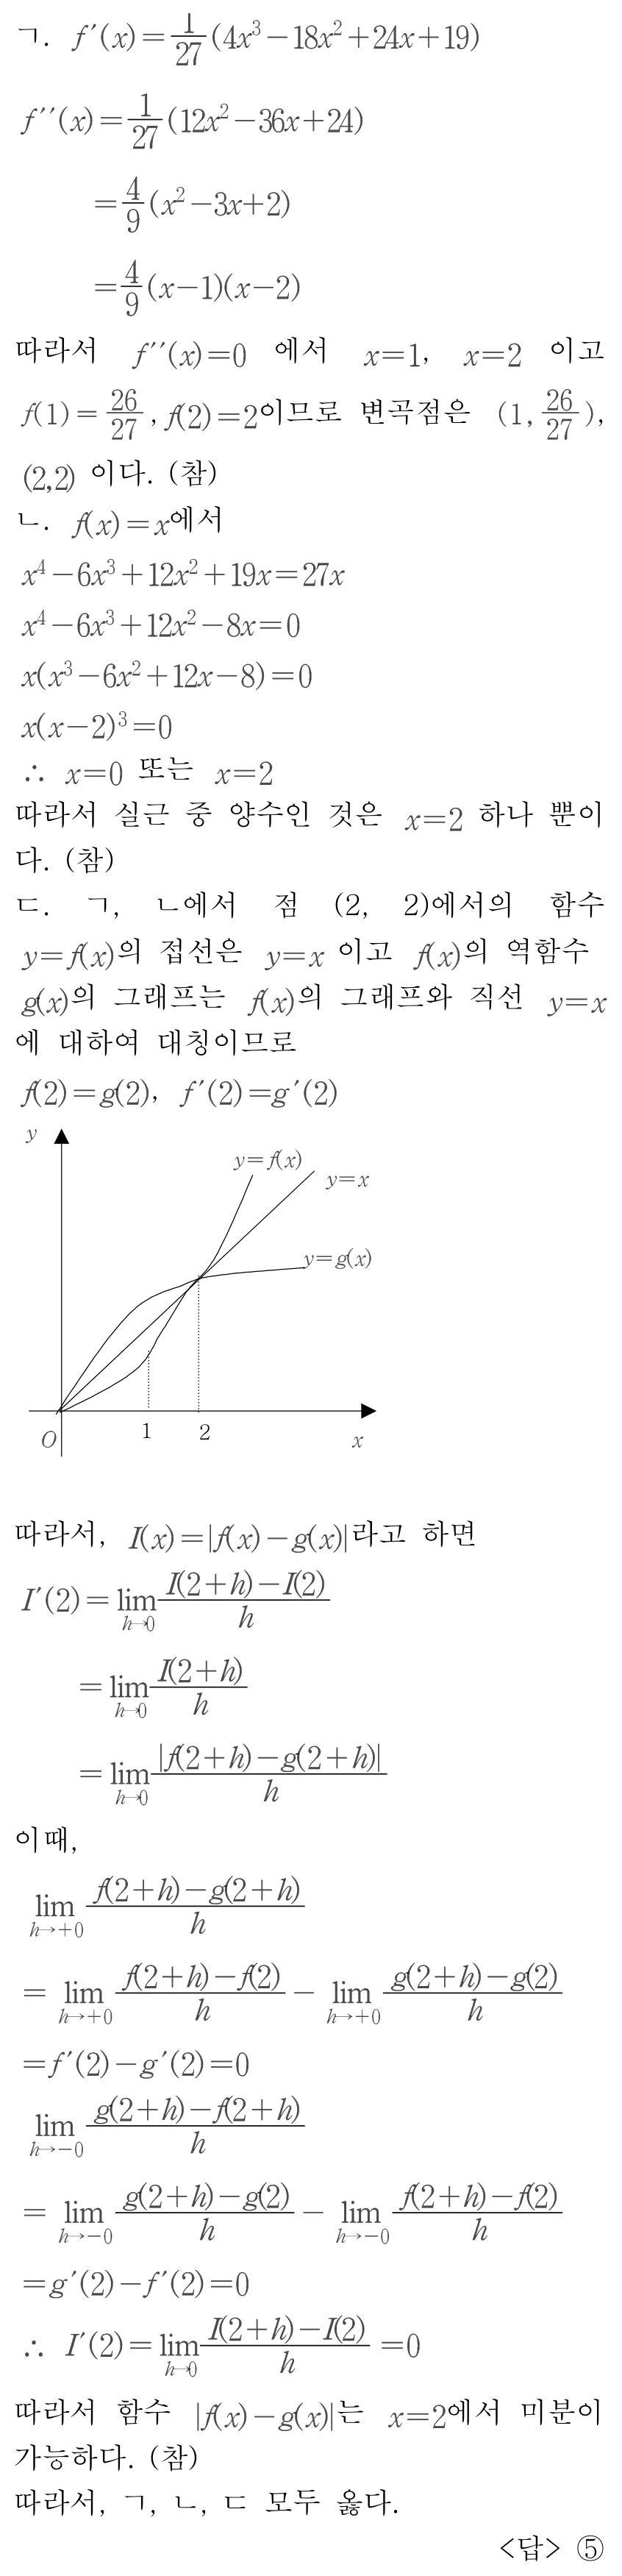 ㄱ. f′(x)=1/27(4x³−18x²+24x+19)
f′′(x)=1/27(12x²−36x+24)
=4/9(x²−3x+2)
=4/9(x−1)(x−2)
따라서 f′′(x)=0 에서 x=1, x=2 이고
f(1)=26/27, f(2)=2이므로 변곡점은 (1, 26/27),
(2,2) 이다. (참)
ㄴ. f(x)=x에서
x⁴−6x³+12x²+19x=27x
x⁴−6x³+12x²−8x=0
x(x³−6x²+12x−8)=0
x(x−2)³=0
∴ x=0 또는 x=2
따라서 실근 중 양수인 것은 x=2 하나 뿐이
다. (참)
ㄷ. ㄱ, ㄴ에서 점 (2, 2)에서의 함수
y=f(x)의 접선은 y=x 이고 f(x)의 역함수
g(x)의 그래프는 f(x)의 그래프와 직선 y=x
에 대하여 대칭이므로
f(2)=g(2), f′(2)=g′(2)
y
y=f(x)
y=x
y=g(x)
O 1 2 x
따라서, I(x)=|f(x)−g(x)|라고 하면
I′(2)=lim h→0 I(2+h)−I(2)/h
=lim h→0 I(2+h)/h
=lim h→0 |f(2+h)−g(2+h)|/h
이때,
lim h→+0 f(2+h)−g(2+h)/h
= lim h→+0 f(2+h)−f(2)/h − lim h→+0 g(2+h)−g(2)/h
=f′(2)−g′(2)=0
lim h→−0 g(2+h)−f(2+h)/h
= lim h→−0 g(2+h)−g(2)/h − lim h→−0 f(2+h)−f(2)/h
=g′(2)−f′(2)=0
∴ I′(2)=lim h→0 I(2+h)−I(2)/h =0
따라서 함수 |f(x)−g(x)|는 x=2에서 미분이
가능하다. (참)
따라서, ㄱ, ㄴ, ㄷ 모두 옳다.
<답> ⑤